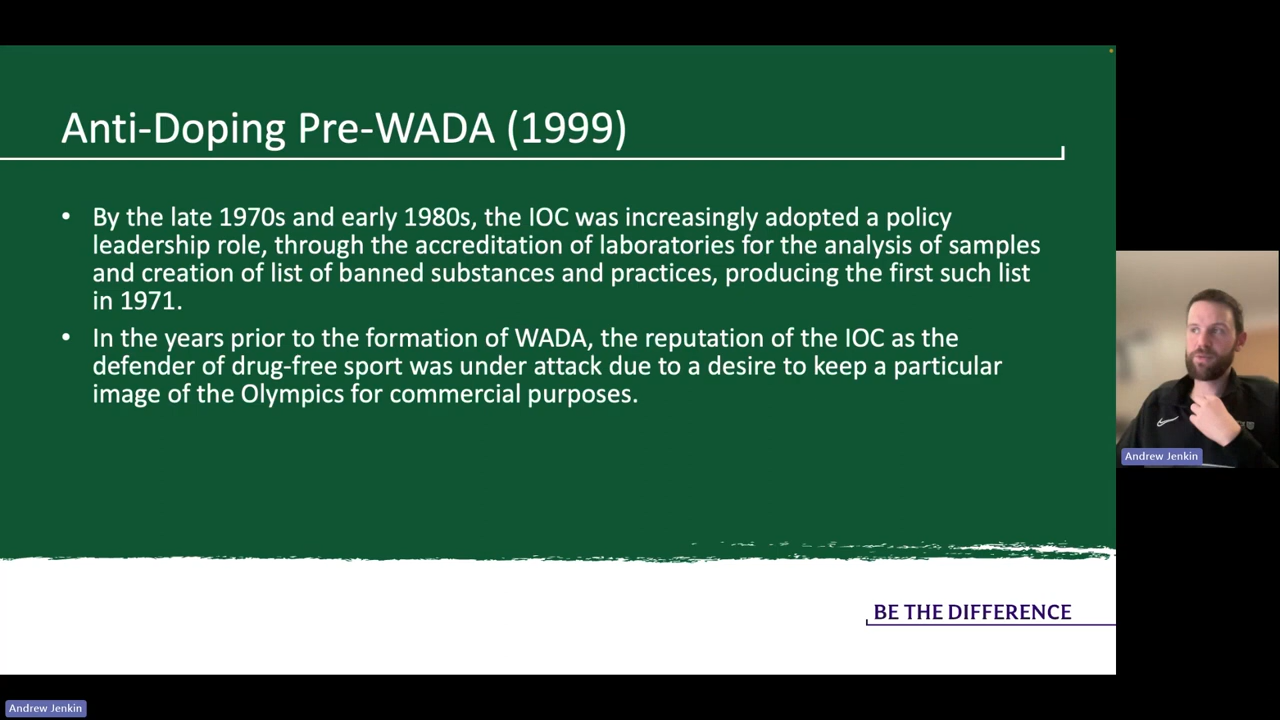 Anti-Doping Pre-WADA (1999)
• By the late 1970s and early 1980s, the IOC was increasingly adopted a policy
leadership role, through the accreditation of laboratories for the analysis of samples
and creation of list of banned substances and practices, producing the first such list
in 1971.
• In the years prior to the formation of WADA, the reputation of the IOC as the
defender of drug-free sport was under attack due to a desire to keep a particular
image of the Olympics for commercial purposes.
Andrew Jenkin
BE THE DIFFERENCE
Andrew Jenkin